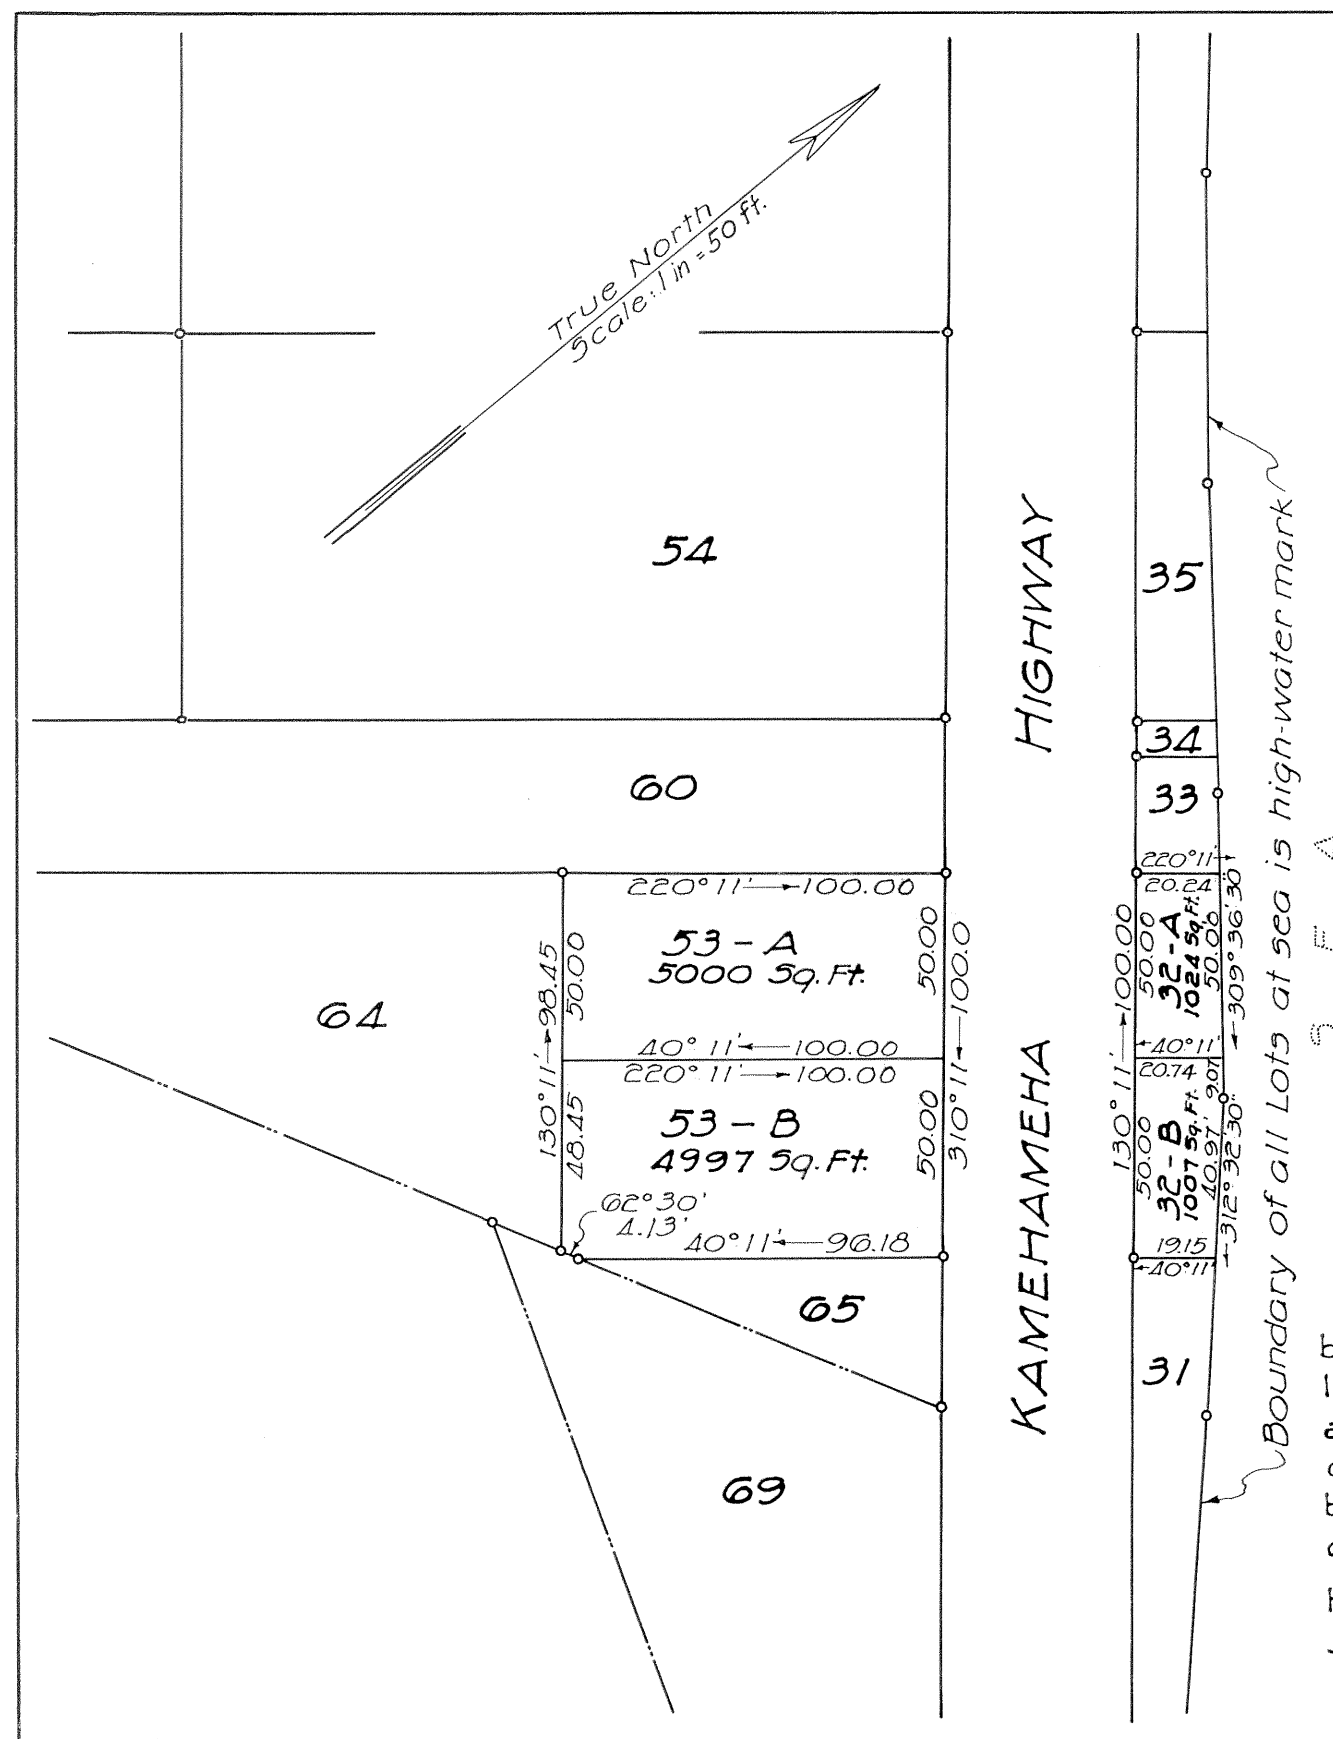 True North
Scale: 1 in = 50 ft.
54
HIGHWAY
35
34
60
33
220°11'
20.24
220°11' 100.00
53 - A
5000 Sq. Ft.
50.00
310°11' 100.0
130°11' 98.45
50.00
64
40° 11' 100.00
220° 11' 100.00
53 - B
4997 Sq. Ft.
50.00
48.45
62°30'
4.13'
40°11' 96.18
130° 11' 100.00
50.00
32-A
1024 Sq. Ft.
50.00
309° 36' 30"
40°11'
20.74
9.07
50.00
32-B
1007 Sq. Ft.
40.97'
312° 32' 30"
19.15
40°11'
KAMEHAMEHA
65
31
69
Boundary of all Lots at sea is high-water mark
SEA